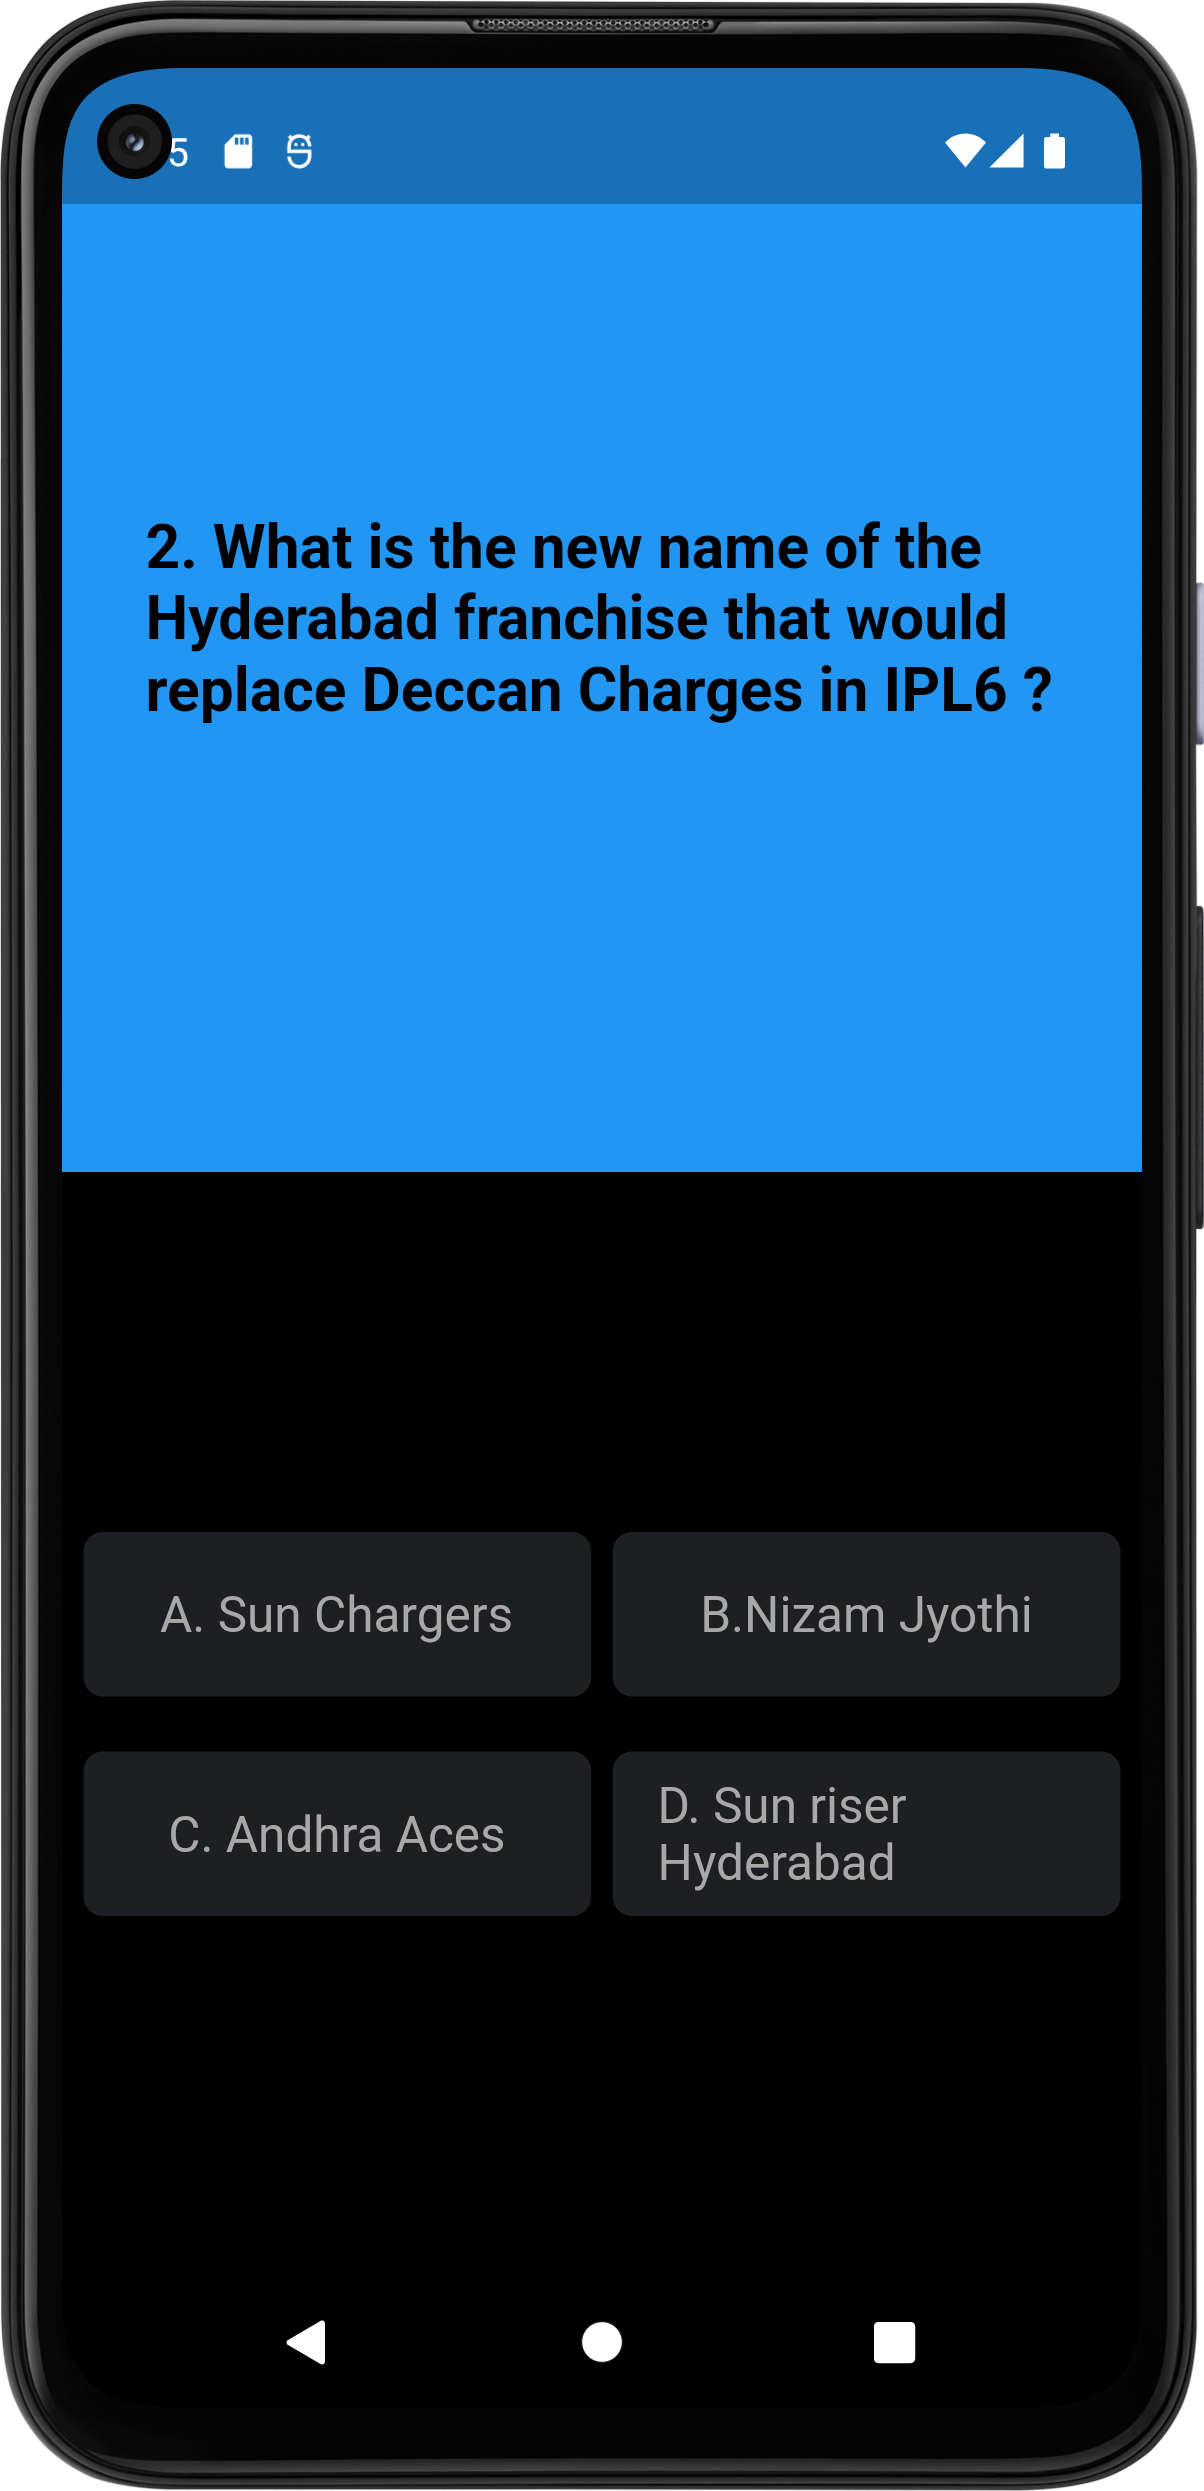 5
2. What is the new name of the
Hyderabad franchise that would
replace Deccan Charges in IPL6 ?
A. Sun Chargers
B.Nizam Jyothi
C. Andhra Aces
D. Sun riser
Hyderabad